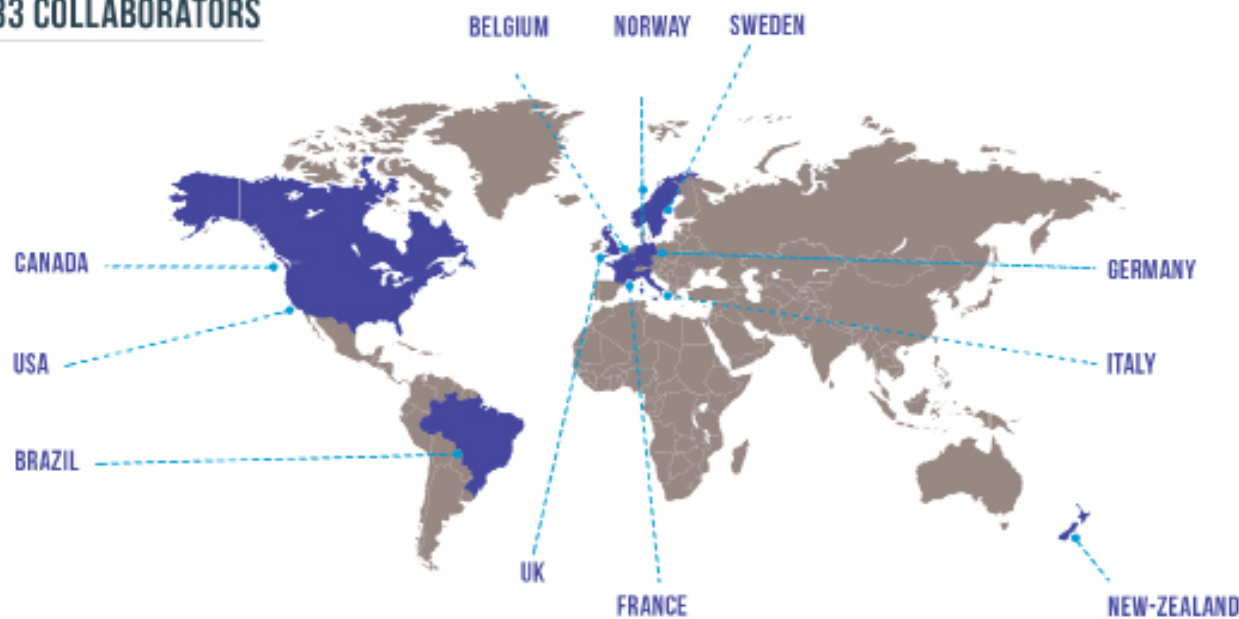 33 COLLABORATORS
BELGIUM
NORWAY
SWEDEN
CANADA
GERMANY
USA
ITALY
BRAZIL
UK
FRANCE
NEW-ZEALAND